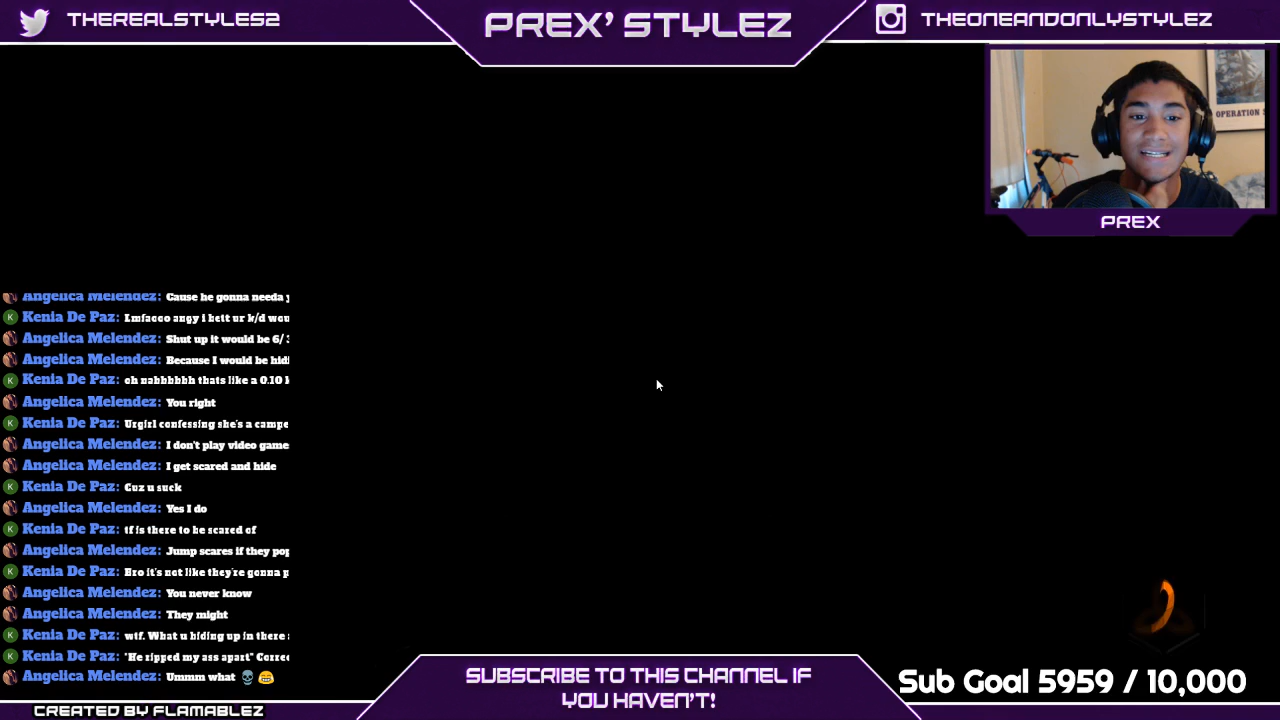 THEREALSTYLES2
PREX' STYLEZ
THEONEANDONLYSTYLEZ
OPERATION
PREX
Angelica Melendez: Cause he gonna needa
Kenia De Paz: Lmfaooo angy i bett ur k/d wou
Angelica Melendez: Shut up it would be 6/
Angelica Melendez: Because I would be hidi
Kenia De Paz: oh nahhhhhh thats like a 0.10
Angelica Melendez: You right
Kenia De Paz: Urgirl confessing she's a campe
Angelica Melendez: I don't play video game
Angelica Melendez: I get scared and hide
K Kenia De Paz: Cuz u suck
Angelica Melendez: Yes I do
K Kenia De Paz: tf is there to be scared of
Angelica Melendez: Jump scares if they pop
K Kenia De Paz: Bro it's not like they're gonna p
Angelica Melendez: You never know
Angelica Melendez: They might
K Kenia De Paz: wtf. What u hiding up in there
K Kenia De Paz: "He ripped my ass apart" Correc
Angelica Melendez: Ummm what 💀 😂
SUBSCRIBE TO THIS CHANNEL IF
YOU HAVEN'T!
Sub Goal 5959 / 10,000
CREATED BY FLAMABLEZ